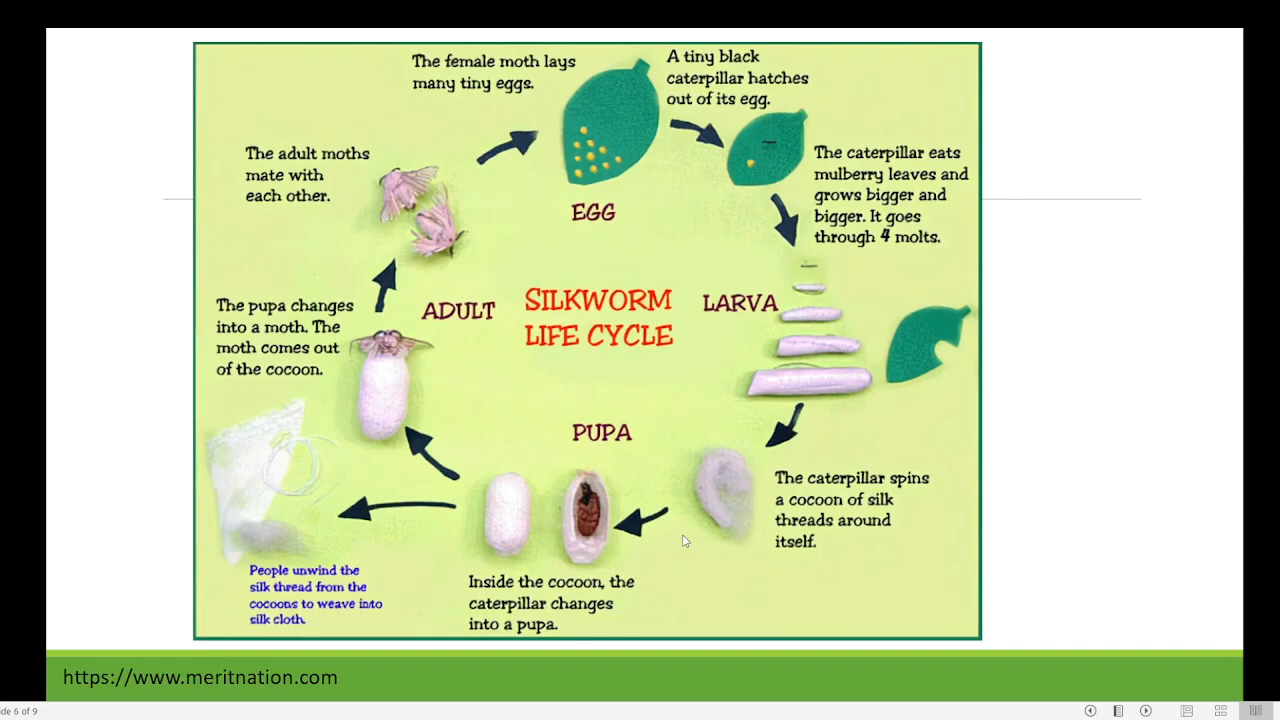 The female moth lays
many tiny eggs.
A tiny black
caterpillar hatches
out of its egg.
The caterpillar eats
mulberry leaves and
grows bigger and
bigger. It goes
through 4 molts.
The adult moths
mate with
each other.
EGG
The pupa changes
into a moth. The
moth comes out
of the cocoon.
ADULT
SILKWORM
LIFE CYCLE
LARVA
PUPA
The caterpillar spins
a cocoon of silk
threads around
itself.
Inside the cocoon, the
caterpillar changes
into a pupa.
People unwind the
silk thread from the
cocoons to weave into
silk cloth.
https://www.meritnation.com
de 6 of 9